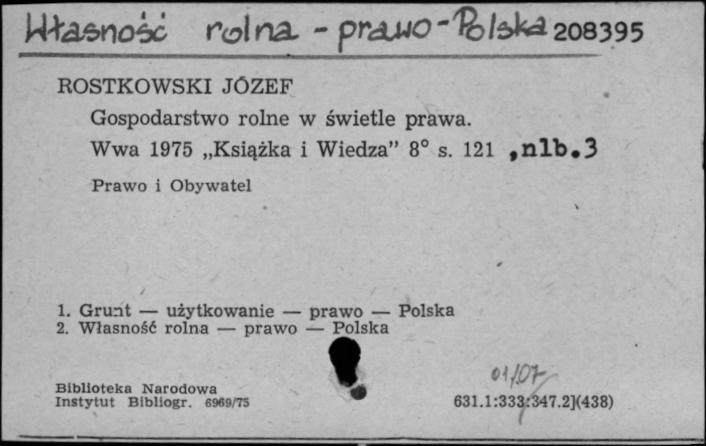 Własność rolna - prawo - Polska 208395
ROSTKOWSKI JÓZEF
Gospodarstwo rolne w świetle prawa.
Wwa 1975 „Książka i Wiedza” 8° s. 121 ,nlb.3
Prawo i Obywatel
1. Grunt — użytkowanie — prawo — Polska
2. Własność rolna — prawo — Polska
01/07
Biblioteka Narodowa
Instytut Bibliogr. 6969/75
631.1:333:347.2](438)